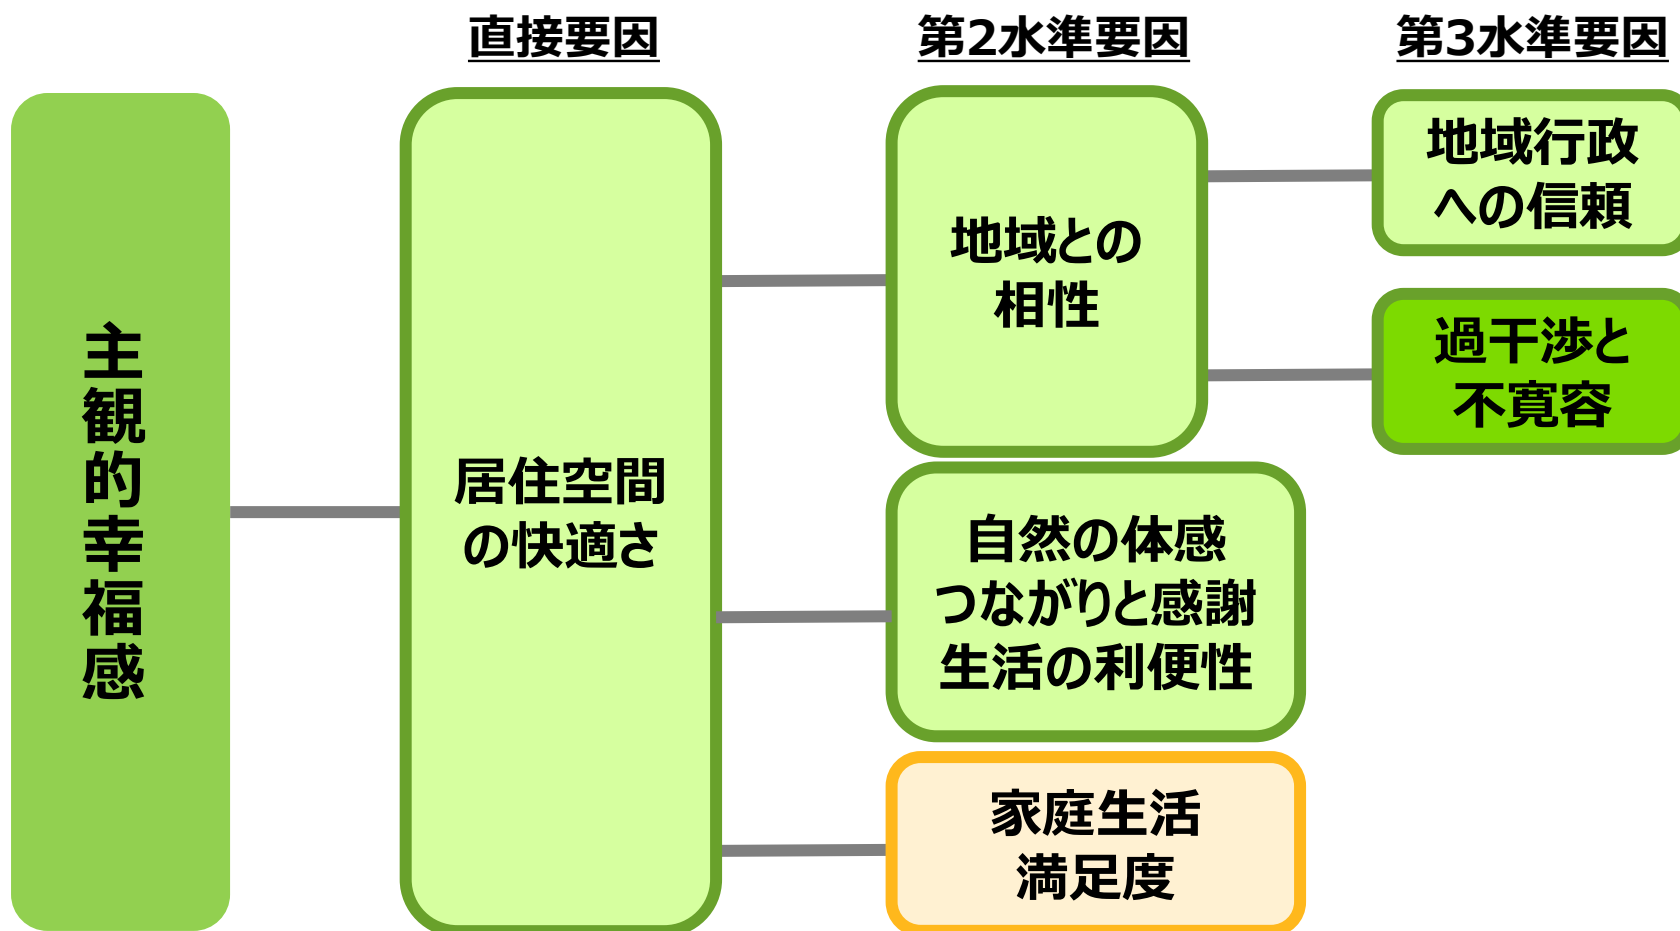 直接要因
第2水準要因
第3水準要因
主観的幸福感
居住空間
の快適さ
地域との
相性
地域行政
への信頼
過干渉と
不寛容
自然の体感
つながりと感謝
生活の利便性
家庭生活
満足度